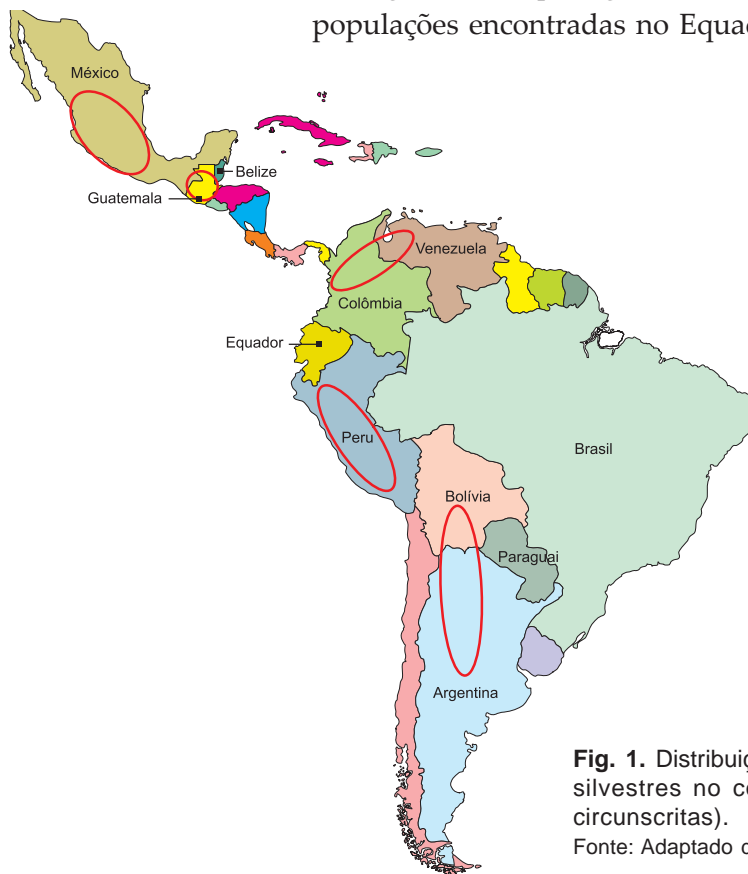 populações encontradas no Equad
México
Belize
Guatemala
Venezuela
Colômbia
Equador
Peru
Brasil
Bolívia
Paraguai
Argentina
Fig. 1. Distribuiç
silvestres no co
circunscritas).
Fonte: Adaptado d